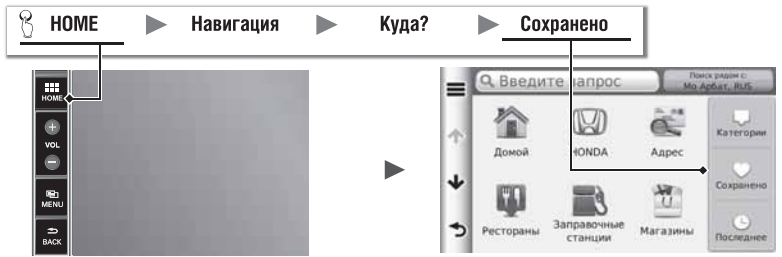 HOME Навигация Куда? Сохранено
HOME
VOL
MENU
BACK
Введите запрос
Поиск рядом с:
Мо Арбат, RUS
Категории
Домой HONDA Адрес
Сохранено
Рестораны Заправочные станции Магазины
Последнее